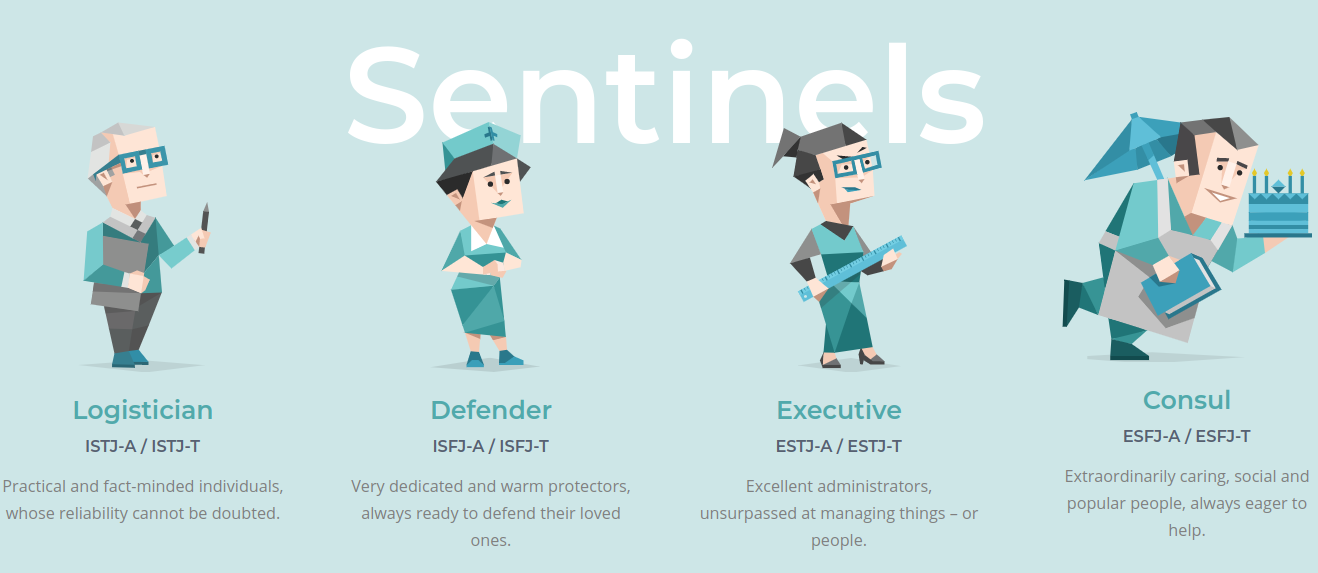 Sentinels
Logistician
ISTJ-A / ISTJ-T
Practical and fact-minded individuals,
whose reliability cannot be doubted.
Defender
ISFJ-A / ISFJ-T
Very dedicated and warm protectors,
always ready to defend their loved
ones.
Executive
ESTJ-A / ESTJ-T
Excellent administrators,
unsurpassed at managing things – or
people.
Consul
ESFJ-A / ESFJ-T
Extraordinarily caring, social and
popular people, always eager to
help.